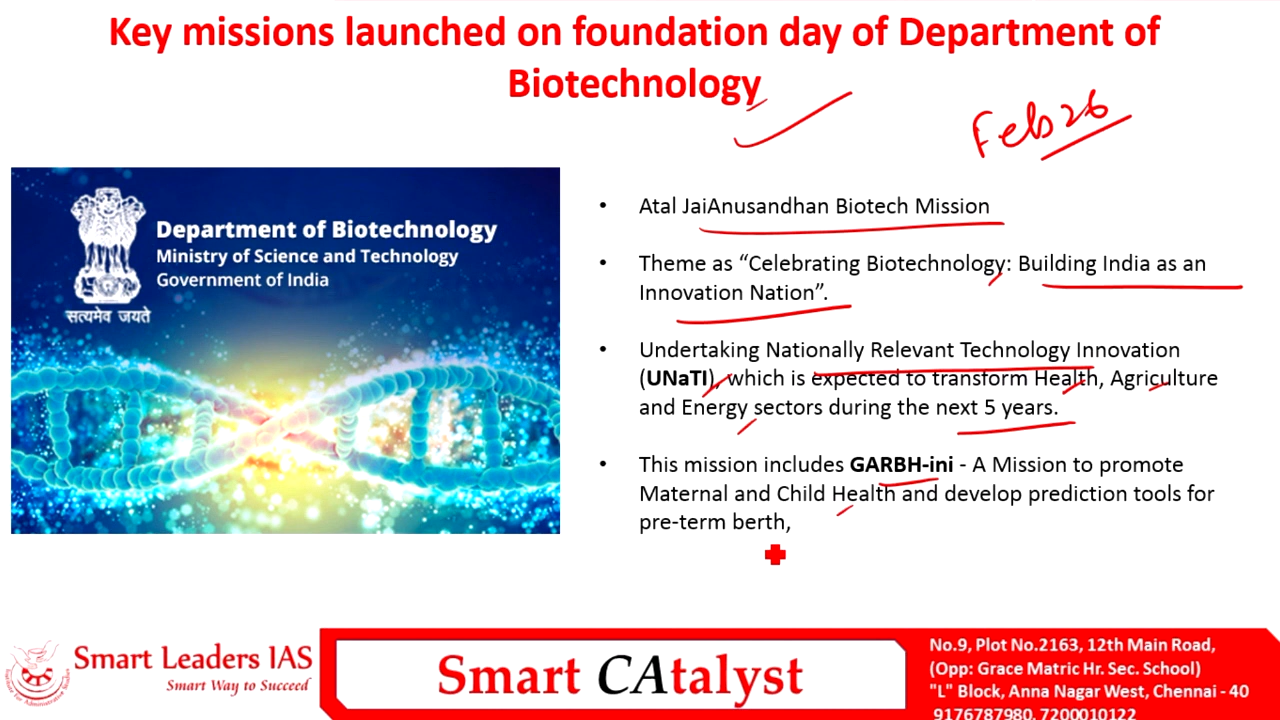 Key missions launched on foundation day of Department of
Biotechnology
Feb 26
Department of Biotechnology
Ministry of Science and Technology
Government of India
सत्यमेव जयते
• Atal JaiAnusandhan Biotech Mission
• Theme as “Celebrating Biotechnology: Building India as an
Innovation Nation”.
• Undertaking Nationally Relevant Technology Innovation
(UNaTI), which is expected to transform Health, Agriculture
and Energy sectors during the next 5 years.
• This mission includes GARBH-ini - A Mission to promote
Maternal and Child Health and develop prediction tools for
pre-term berth,
Smart Leaders IAS
Smart Way to Succeed
Smart CAtalyst
No.9, Plot No.2163, 12th Main Road,
(Opp: Grace Matric Hr. Sec. School)
"L" Block, Anna Nagar West, Chennai - 40
9176787980, 7200010122